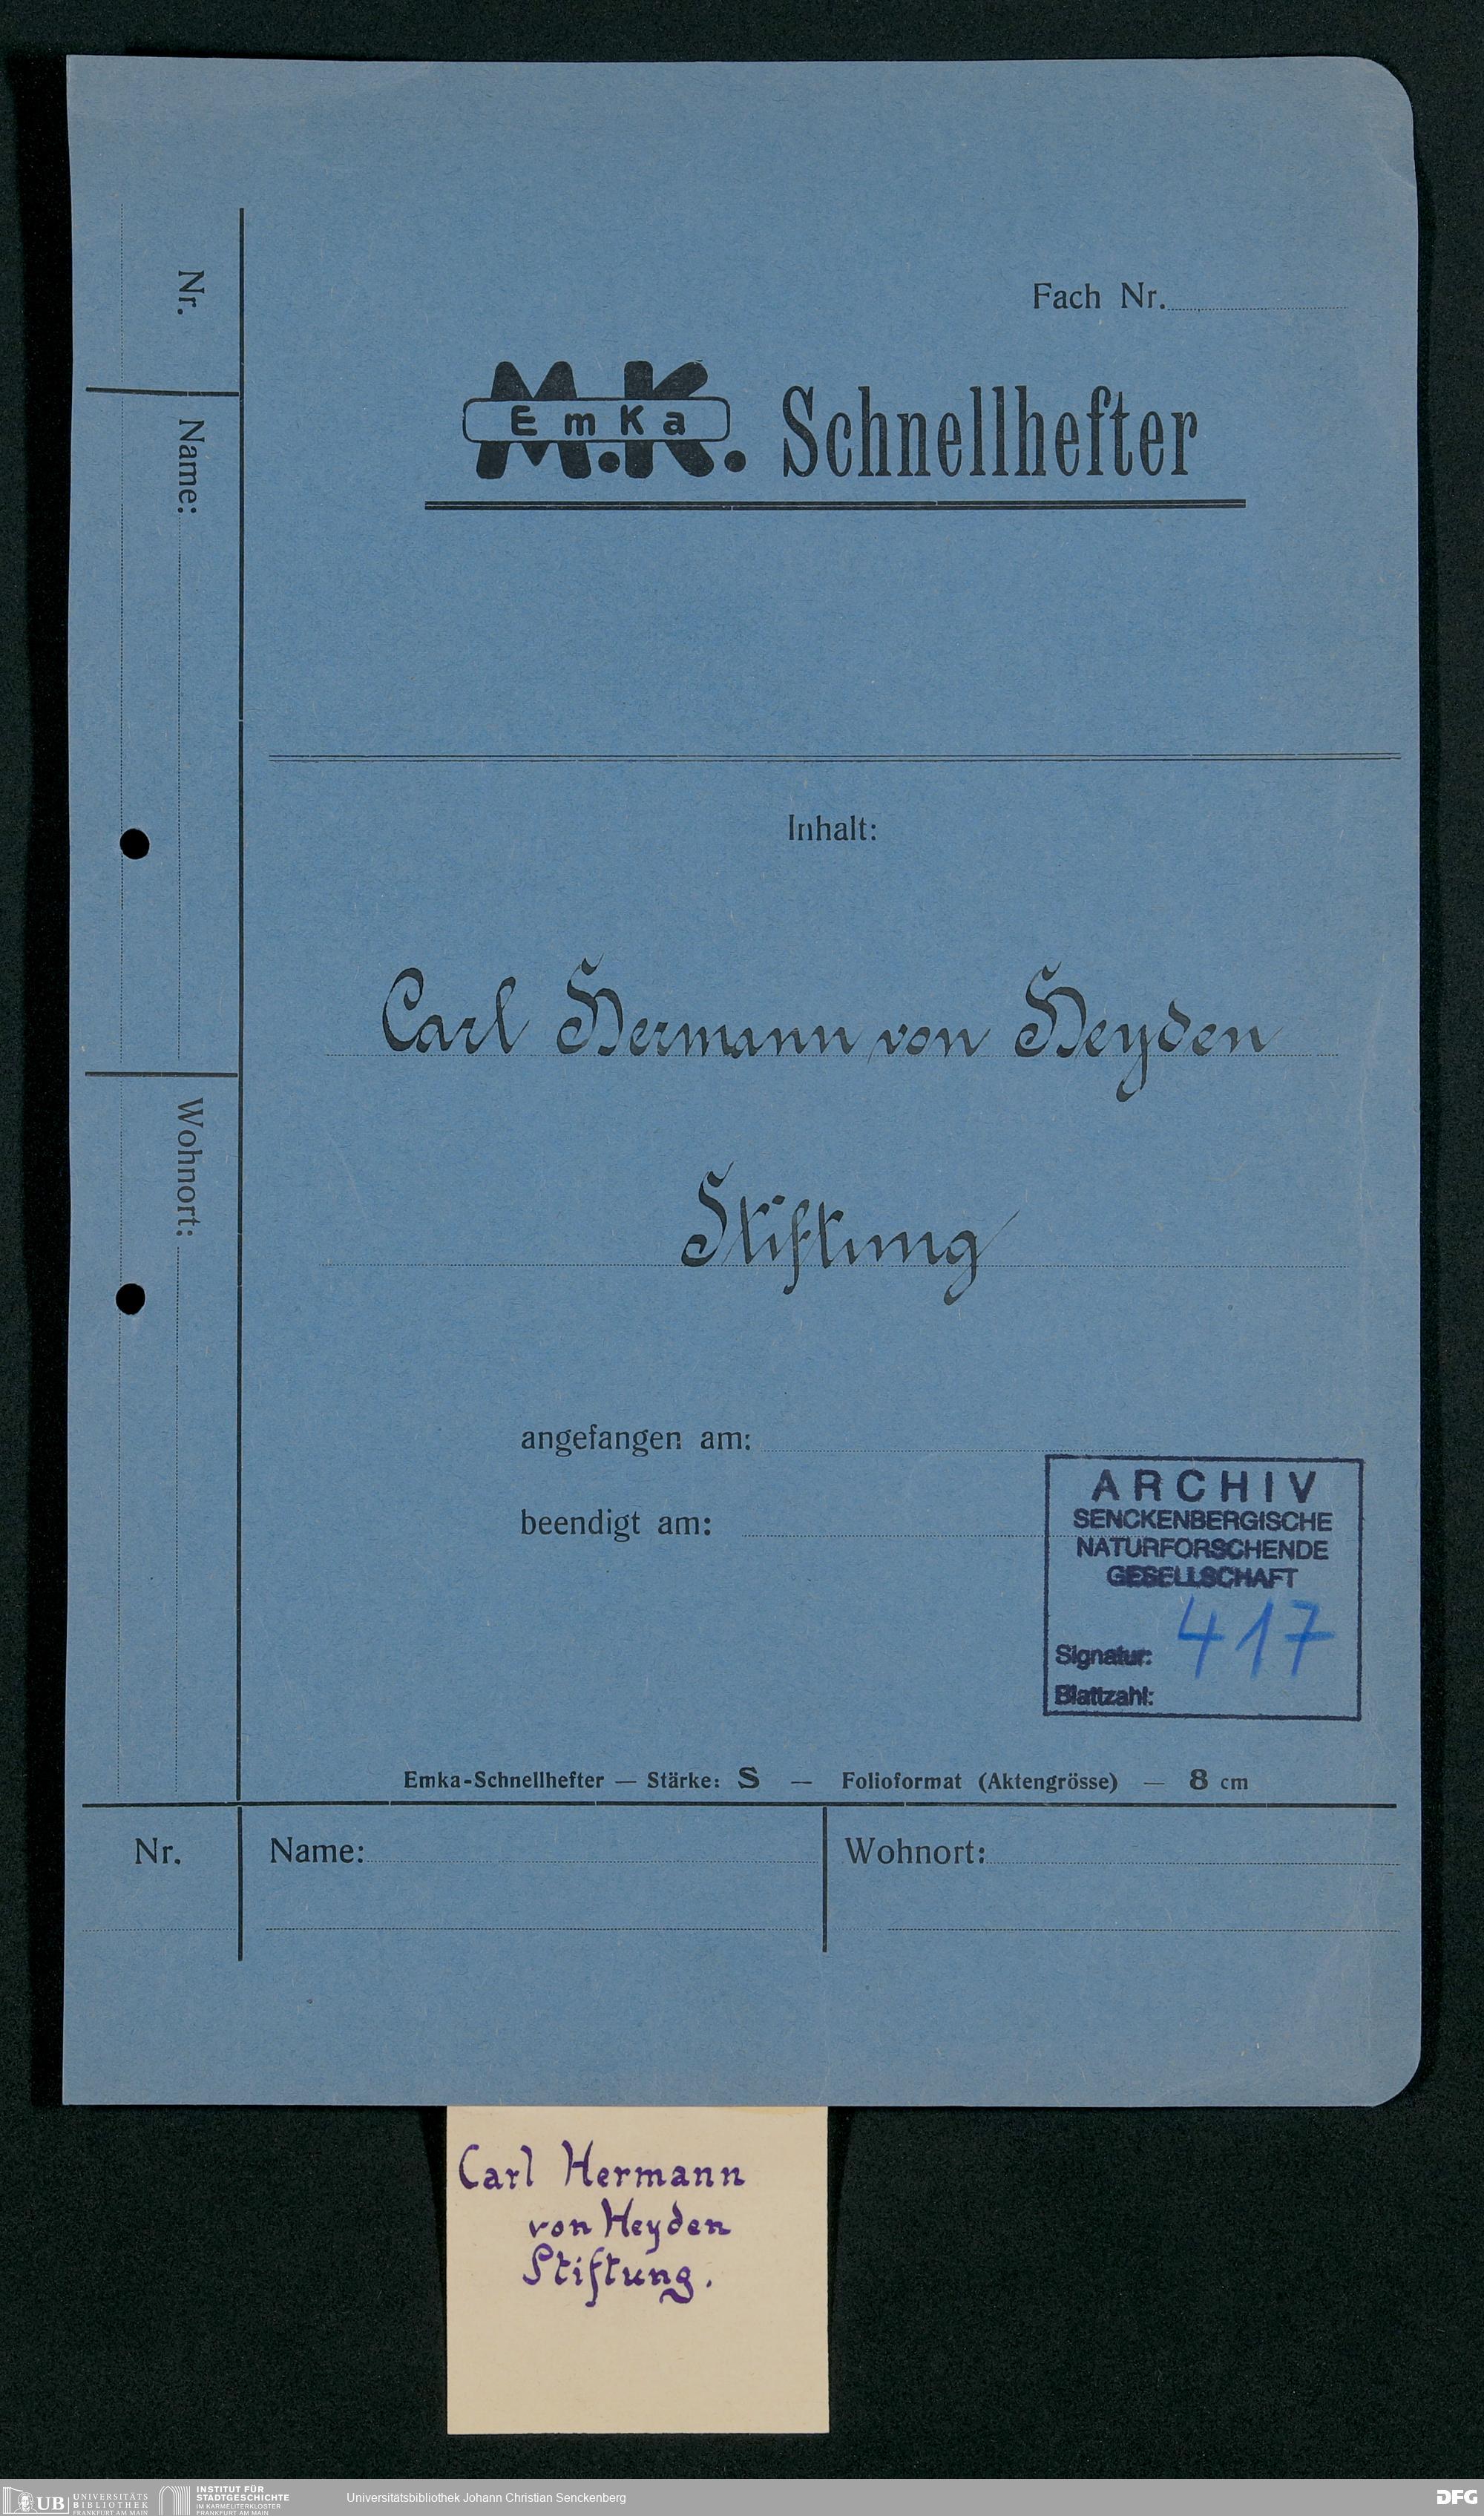 Fach Nr.
M.K.
EmKa
Schnellhefter
Nr.
Name:
Wohnort:
Inhalt:
Carl Hermann von Heyden
Stiftung
angefangen am:
beendigt am:
ARCHIV
SENCKENBERGISCHE
NATURFORSCHENDE
GESELLSCHAFT
Signatur: 417
Blattzahl:
Emka-Schnellhefter — Stärke: S — Folioformat (Aktengrösse) — 8 cm
Nr.
Name:
Wohnort:
Carl Hermann
von Heyden
Stiftung.
UB
UNIVERSITÄTS
BIBLIOTHEK
FRANKFURT AM MAIN
INSTITUT FÜR
STADTGESCHICHTE
IM KARMELITERKLOSTER
FRANKFURT AM MAIN
Universitätsbibliothek Johann Christian Senckenberg
DFG